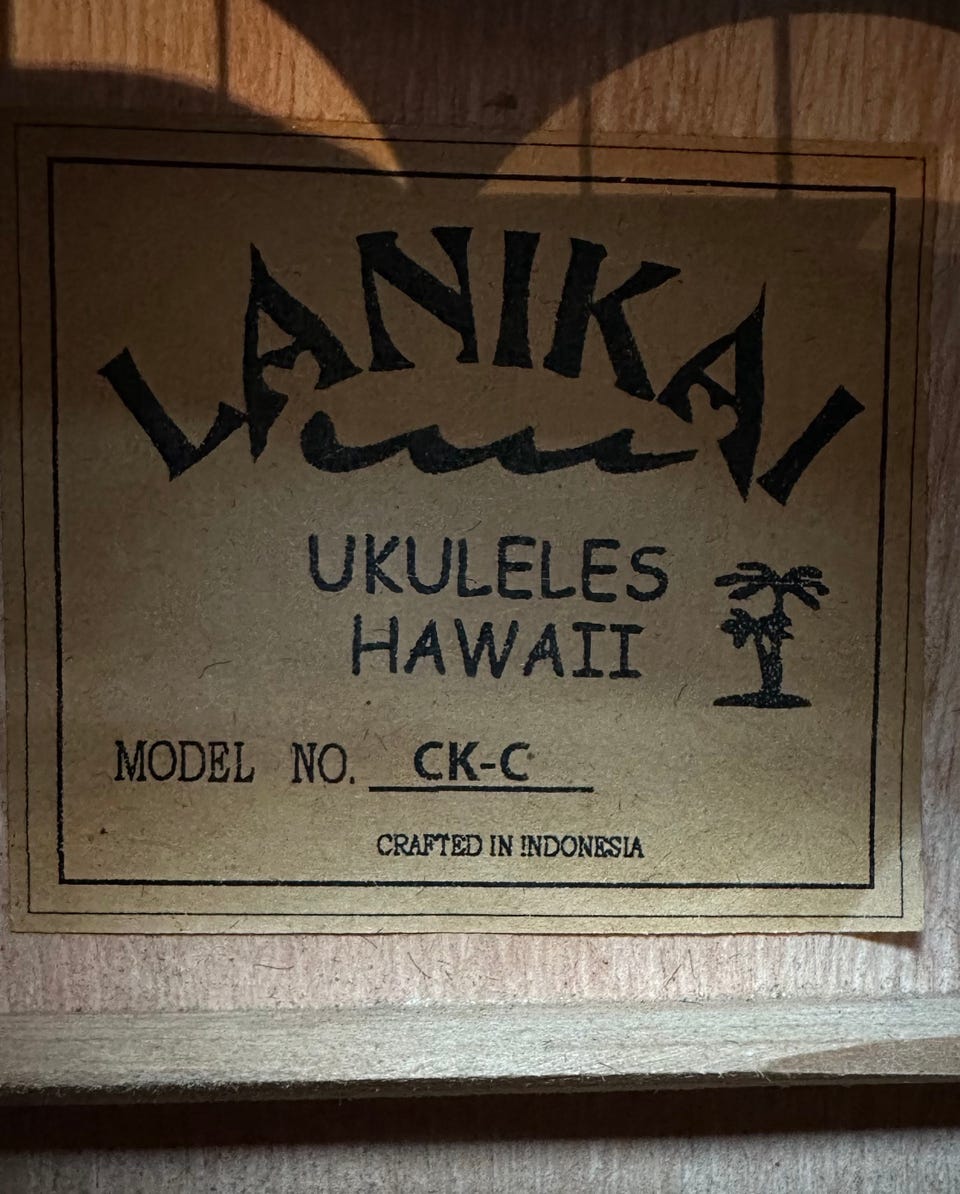 LANIKAI
UKULELES
HAWAII
MODEL NO. CK-C
CRAFTED IN INDONESIA